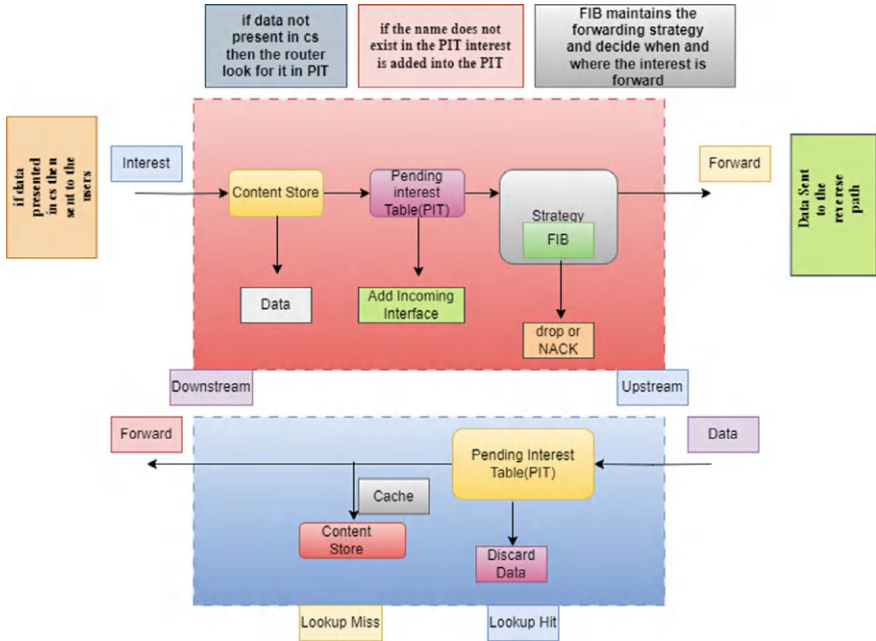 if data not
present in cs
then the router
look for it in PIT
if the name does not
exist in the PIT interest
is added into the PIT
FIB maintains the
forwarding strategy
and decide when and
where the interest is
forward
if data
presented
in cs then
sent to the
users
Interest
Content Store
Pending
interest
Table(PIT)
Strategy
FIB
Forward
Data Sent
to the
reverese
path
Data
Add Incoming
Interface
drop or
NACK
Downstream
Upstream
Forward
Pending Interest
Table(PIT)
Data
Cache
Content
Store
Discard
Data
Lookup Miss
Lookup Hit